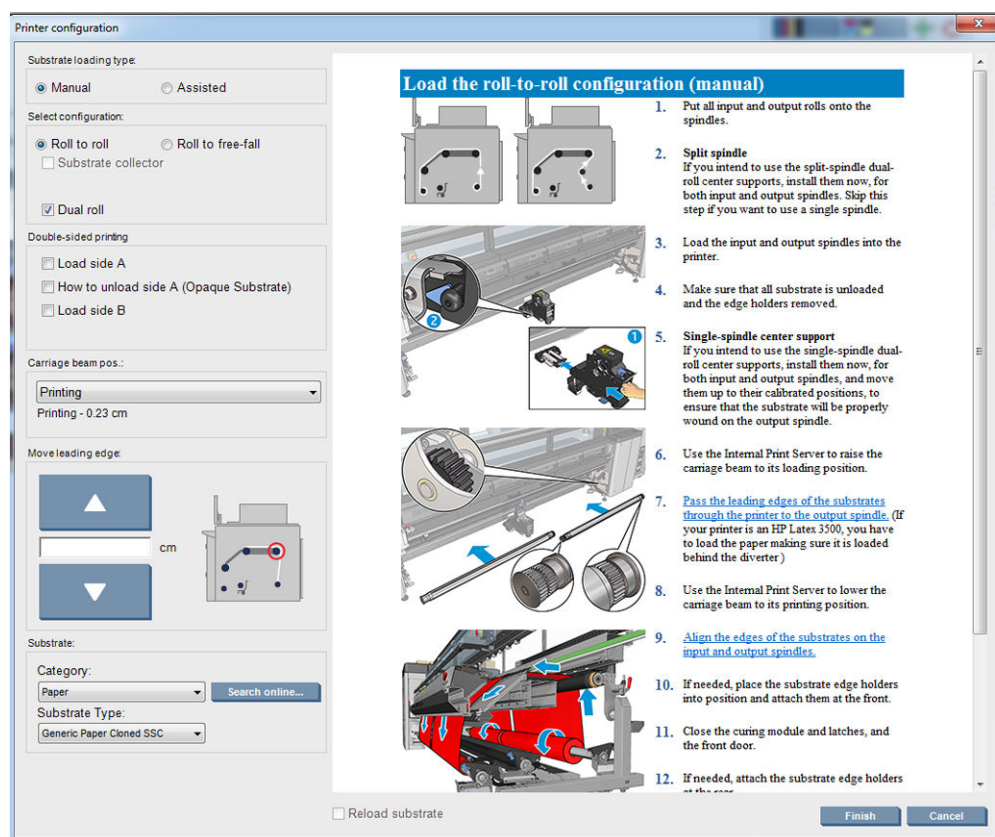 Printer configuration
Substrate loading type:
Manual
Assisted
Select configuration:
Roll to roll
Roll to free-fall
Substrate collector
Dual roll
Double-sided printing
Load side A
How to unload side A (Opaque Substrate)
Load side B
Carriage beam pos.:
Printing
Printing - 0.23 cm
Move leading edge:
cm
Substrate:
Category:
Paper
Search online...
Substrate Type:
Generic Paper Cloned SSC
Load the roll-to-roll configuration (manual)
1. Put all input and output rolls onto the
spindles.
2. Split spindle
If you intend to use the split-spindle dual-
roll center supports, install them now, for
both input and output spindles. Skip this
step if you want to use a single spindle.
3. Load the input and output spindles into the
printer.
4. Make sure that all substrate is unloaded
and the edge holders removed.
5. Single-spindle center support
If you intend to use the single-spindle dual-
roll center supports, install them now, for
both input and output spindles, and move
them up to their calibrated positions, to
ensure that the substrate will be properly
wound on the output spindle.
6. Use the Internal Print Server to raise the
carriage beam to its loading position.
7. Pass the leading edges of the substrates
through the printer to the output spindle. (If
your printer is an HP Latex 3500, you have
to load the paper making sure it is loaded
behind the diverter)
8. Use the Internal Print Server to lower the
carriage beam to its printing position.
9. Align the edges of the substrates on the
input and output spindles.
10. If needed, place the substrate edge holders
into position and attach them at the front.
11. Close the curing module and latches, and
the front door.
12. If needed, attach the substrate edge holders
at the rear.
2
1
Reload substrate
Finish
Cancel